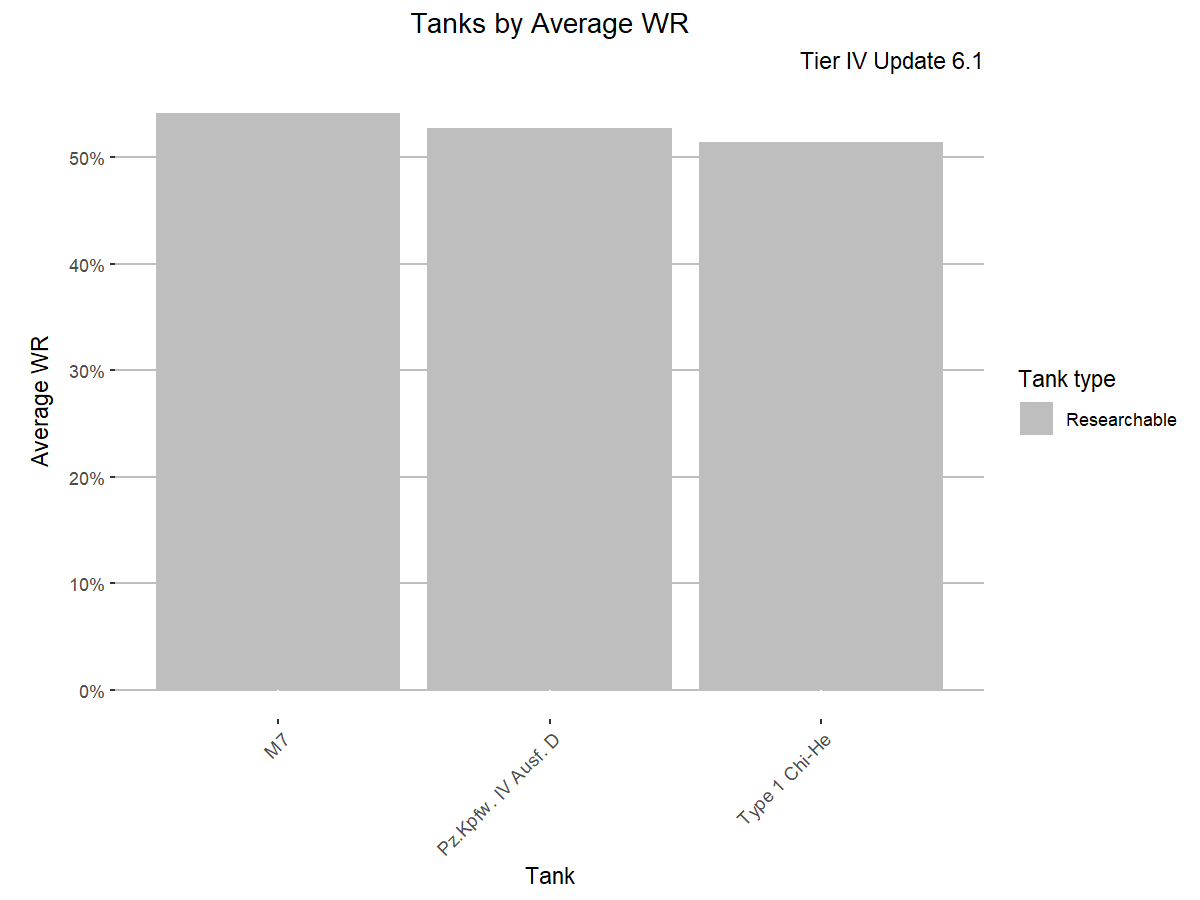 Tanks by Average WR
Tier IV Update 6.1
Average WR
50%
40%
30%
20%
10%
0%
M7
Pz.Kpfw. IV Ausf. D
Type 1 Chi-He
Tank
Tank type
Researchable